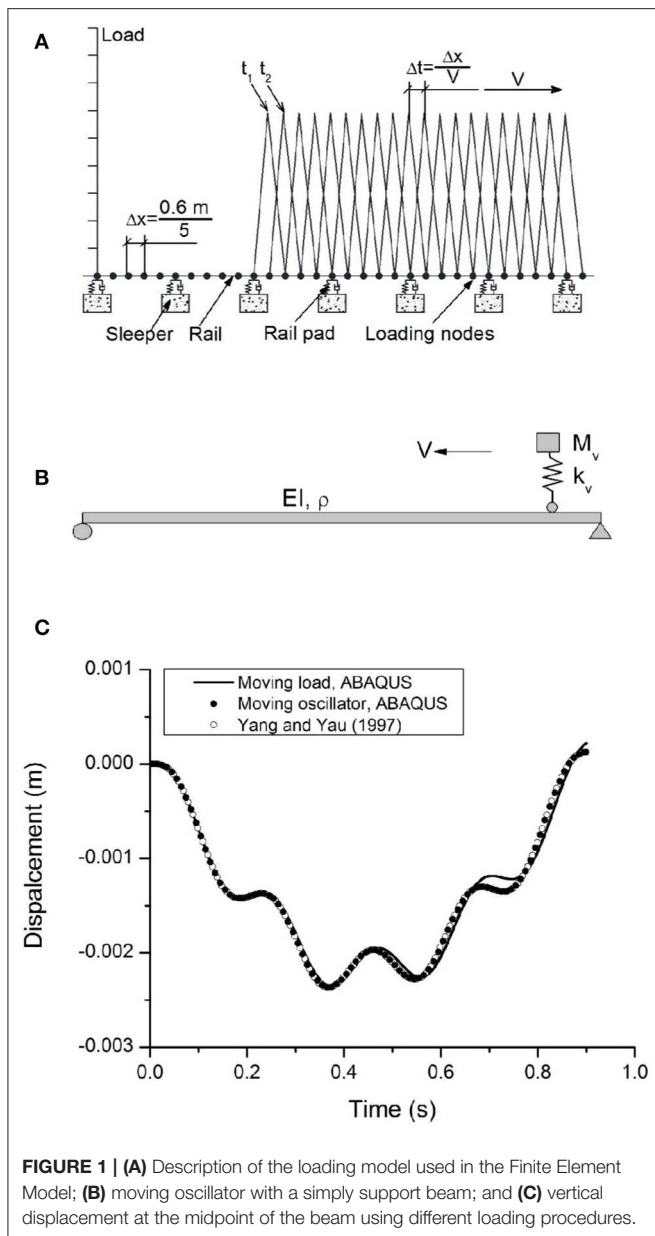 A
Load
t1 t2
Δt=Δx/V
V
Δx=0.6 m/5
Sleeper Rail Rail pad Loading nodes
B
V
Mv
kv
EI, ρ
C
Moving load, ABAQUS
Moving oscillator, ABAQUS
Yang and Yau (1997)
0.001
0.000
-0.001
-0.002
-0.003
Dispalcement (m)
0.0 0.2 0.4 0.6 0.8 1.0
Time (s)
FIGURE 1 | (A) Description of the loading model used in the Finite Element
Model; (B) moving oscillator with a simply support beam; and (C) vertical
displacement at the midpoint of the beam using different loading procedures.